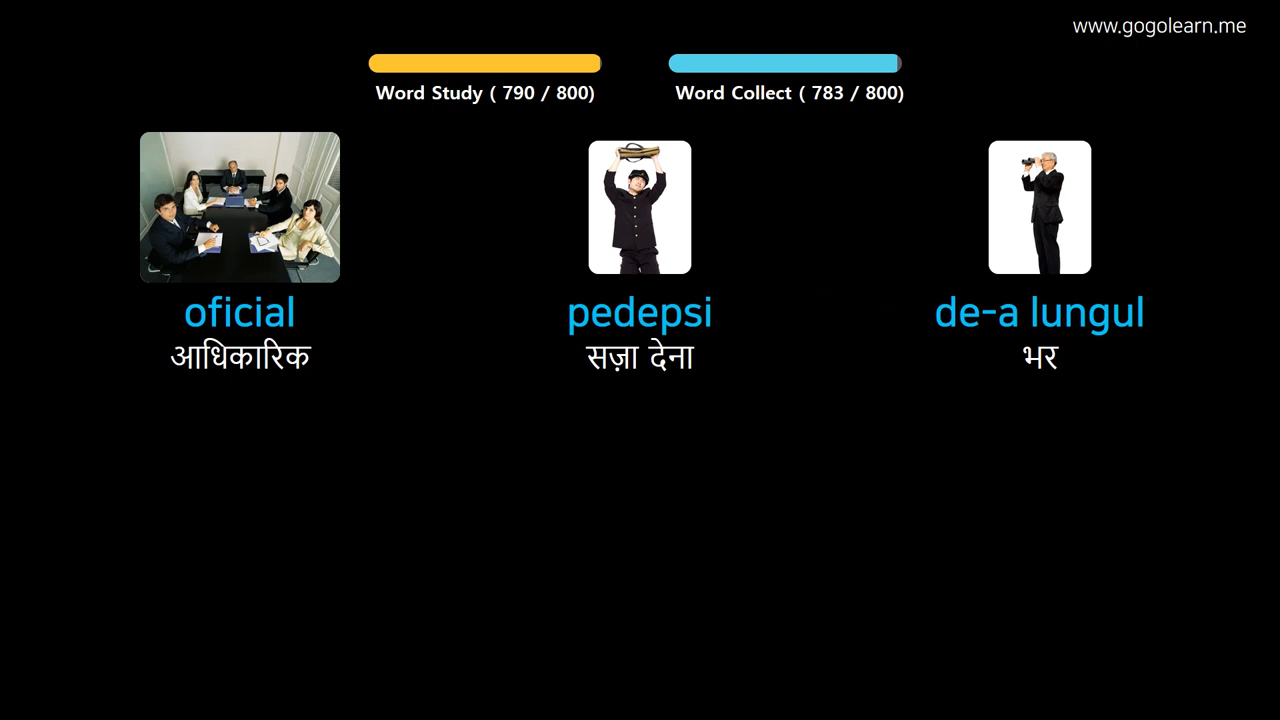 www.gogolearn.me
Word Study ( 790 / 800)
Word Collect ( 783 / 800)
oficial
आधिकारिक
pedepsi
सज़ा देना
de-a lungul
भर